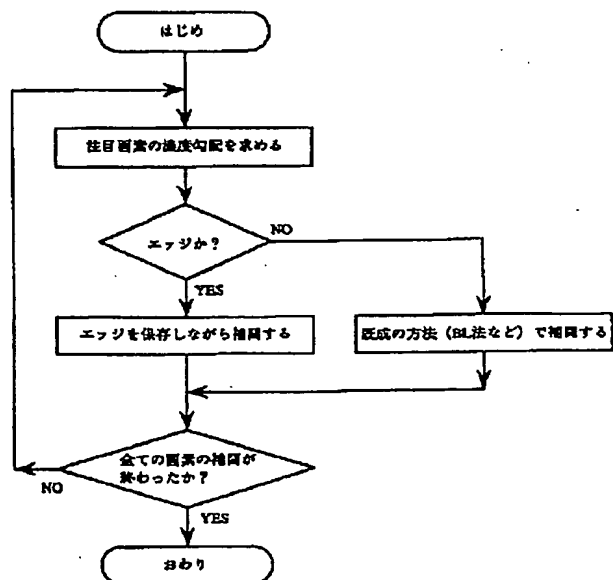 はじめ
注目画素の濃度勾配を求める
エッジか?
NO
YES
エッジを保存しながら補間する
既成の方法(BL法など)で補間する
全ての画素の補間が
終わったか?
NO
YES
おわり